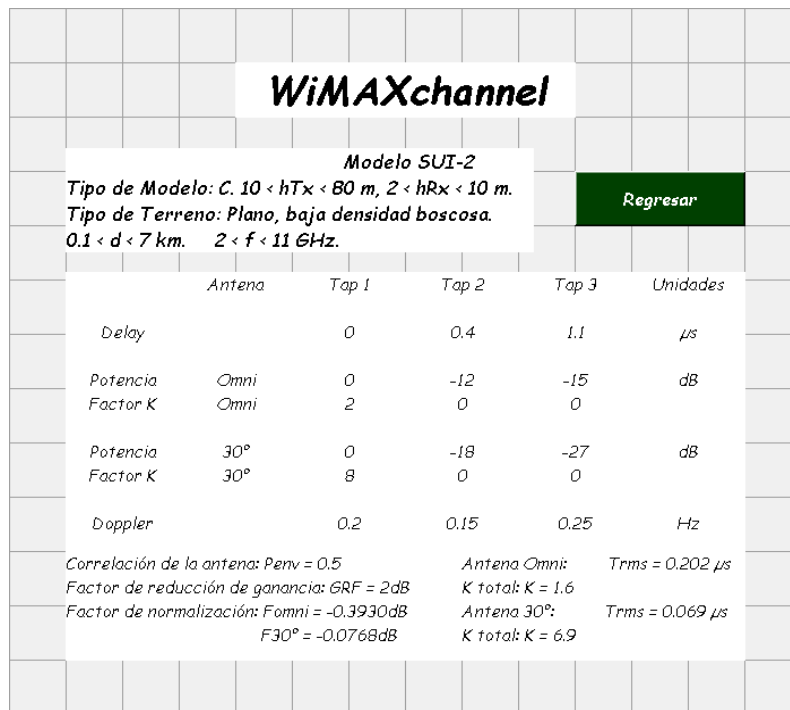 WiMAXchannel
Modelo SUI-2
Tipo de Modelo: C. 10 < hTx < 80 m, 2 < hRx < 10 m.
Tipo de Terreno: Plano, baja densidad boscosa.
0.1 < d < 7 km. 2 < f < 11 GHz.
Regresar
Antena Tap 1 Tap 2 Tap 3 Unidades
Delay 0 0.4 1.1 µs
Potencia Omni 0 -12 -15 dB
Factor K Omni 2 0 0
Potencia 30° 0 -18 -27 dB
Factor K 30° 8 0 0
Doppler 0.2 0.15 0.25 Hz
Correlación de la antena: Penv = 0.5 Antena Omni: Trms = 0.202 µs
Factor de reducción de ganancia: GRF = 2dB K total: K = 1.6
Factor de normalización: Fomni = -0.3930dB Antena 30°: Trms = 0.069 µs
F30° = -0.0768dB K total: K = 6.9